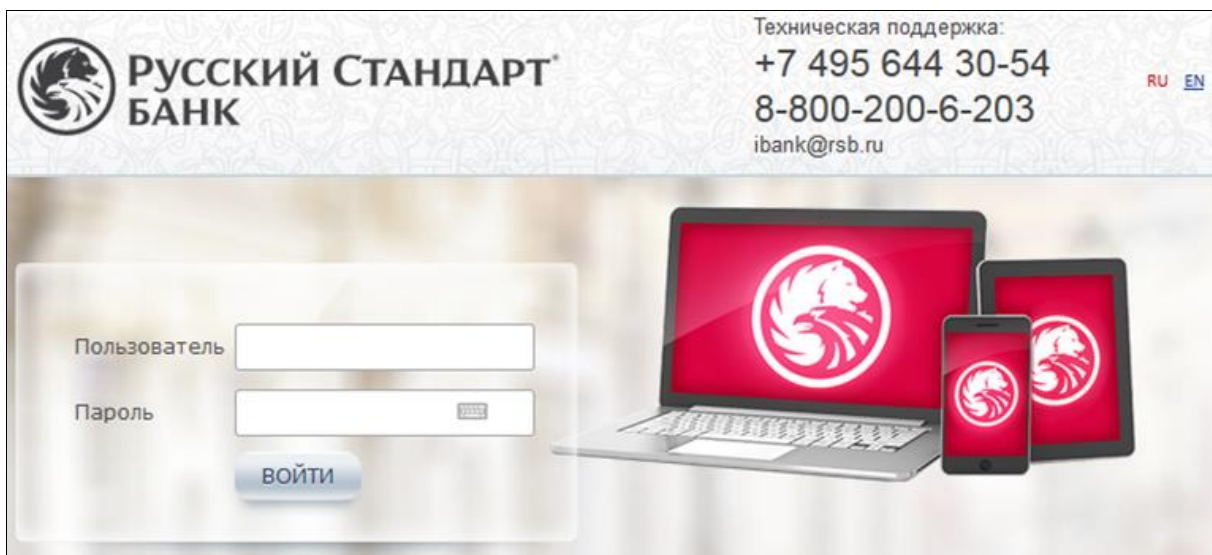 Русский Стандарт
БАНК
Техническая поддержка:
+7 495 644 30-54
8-800-200-6-203
ibank@rsb.ru
RU EN
Пользователь
Пароль
ВОЙТИ